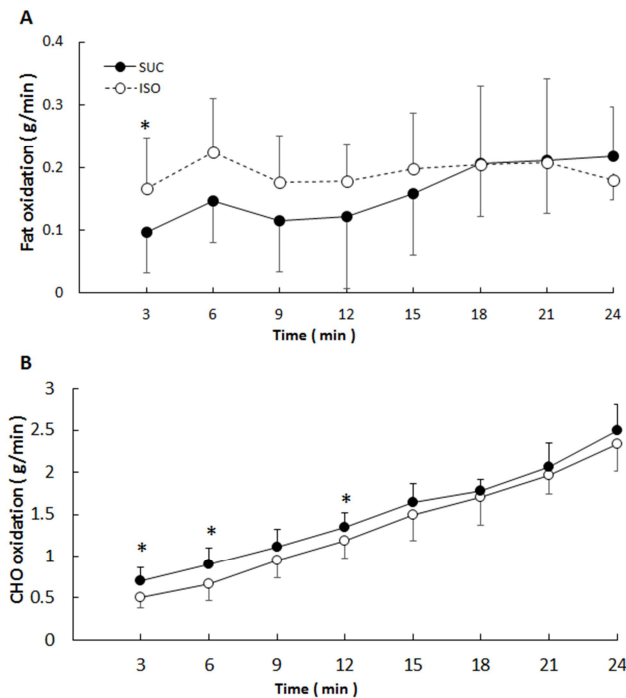 A
0.4
SUC
ISO
0.3
*
0.2
0.1
0
Fat oxidation ( g/min )
3 6 9 12 15 18 21 24
Time ( min )
B
3
2.5
2
1.5
1
0.5
0
* * *
CHO oxidation ( g/min )
3 6 9 12 15 18 21 24
Time ( min )